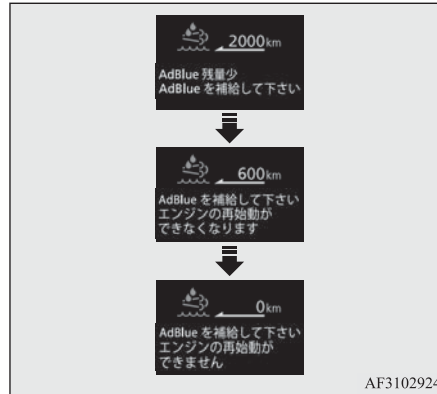 2000km
AdBlue 残量少
AdBlue を補給して下さい
600km
AdBlue を補給して下さい
エンジンの再始動が
できなくなります
0km
AdBlue を補給して下さい
エンジンの再始動が
できません
AF3102924